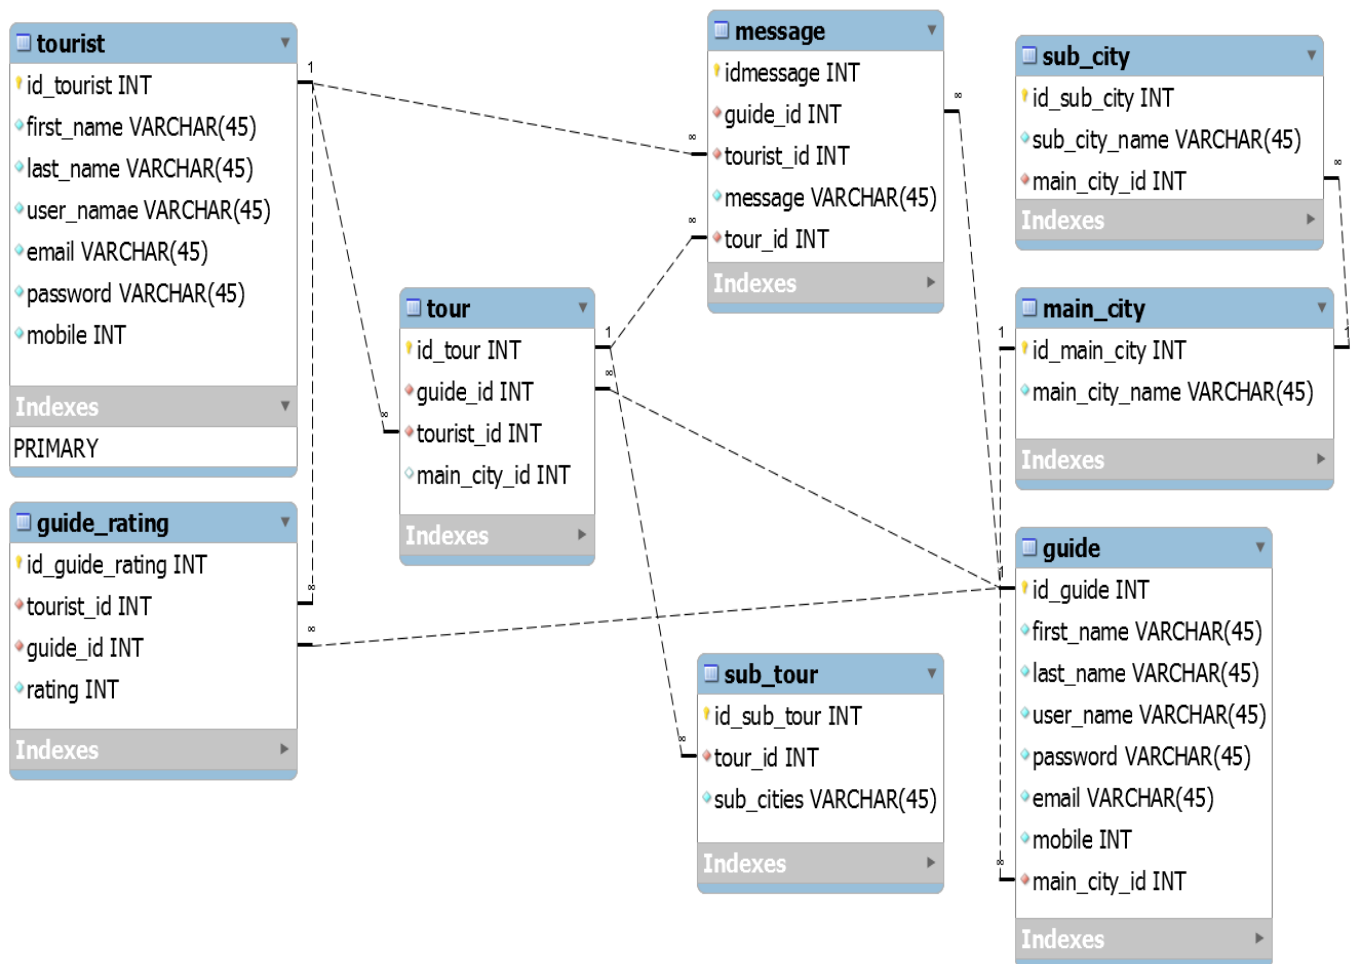 tourist
id_tourist INT
first_name VARCHAR(45)
last_name VARCHAR(45)
user_namae VARCHAR(45)
email VARCHAR(45)
password VARCHAR(45)
mobile INT
Indexes
PRIMARY
guide_rating
id_guide_rating INT
tourist_id INT
guide_id INT
rating INT
Indexes
1
∞
∞
∞
tour
id_tour INT
guide_id INT
tourist_id INT
main_city_id INT
Indexes
1
∞
message
idmessage INT
guide_id INT
tourist_id INT
message VARCHAR(45)
tour_id INT
Indexes
∞
∞
∞
sub_tour
id_sub_tour INT
tour_id INT
sub_cities VARCHAR(45)
Indexes
∞
sub_city
id_sub_city INT
sub_city_name VARCHAR(45)
main_city_id INT
Indexes
∞
main_city
id_main_city INT
main_city_name VARCHAR(45)
Indexes
1
1
guide
id_guide INT
first_name VARCHAR(45)
last_name VARCHAR(45)
user_name VARCHAR(45)
password VARCHAR(45)
email VARCHAR(45)
mobile INT
main_city_id INT
Indexes
1
∞